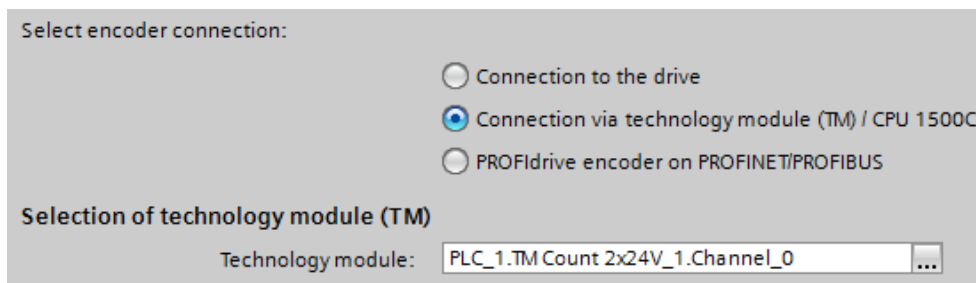 Select encoder connection:
Connection to the drive
Connection via technology module (TM) / CPU 1500C
PROFIdrive encoder on PROFINET/PROFIBUS
Selection of technology module (TM)
Technology module: PLC_1.TM Count 2x24V_1.Channel_0 ...